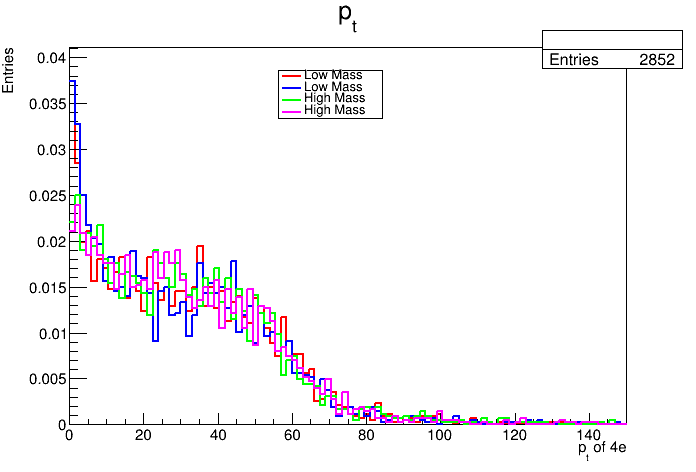 p_t
Entries 2852
Entries
Low Mass
Low Mass
High Mass
High Mass
0.04
0.035
0.03
0.025
0.02
0.015
0.01
0.005
0
0 20 40 60 80 100 120 140
p_t of 4e